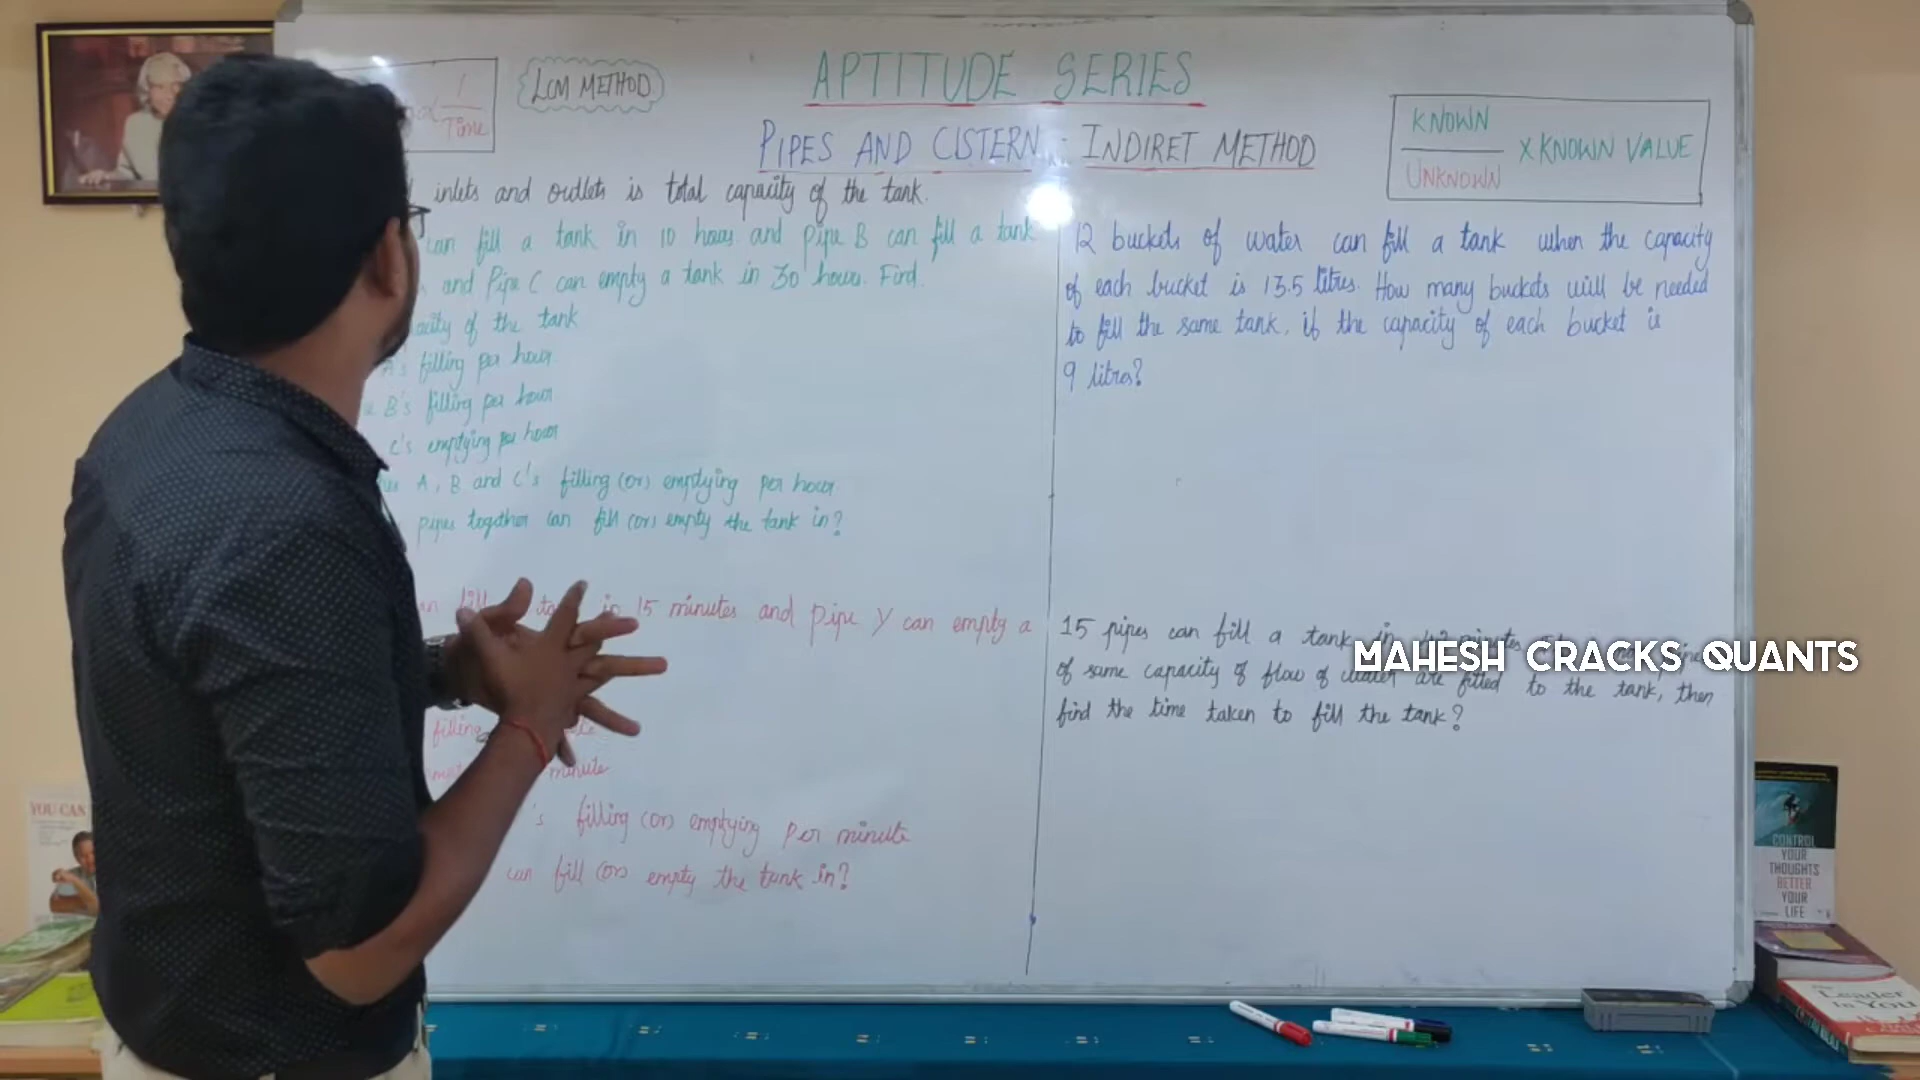 LCM METHOD
APTITUDE SERIES
PIPES AND CISTERN : INDIRET METHOD
1
Time
KNOWN
UNKNOWN
X KNOWN VALUE
inlets and outlets is total capacity of the tank.
can fill a tank in 10 hours and pipe B can fill a tank
and Pipe C can empty a tank in 30 hours. Find.
of the tank
A's filling per hour.
B's filling per hour.
C's emptying per hour
A, B and C's filling (or) emptying per hour.
pipes together can fill (or) empty the tank in?
in 15 minutes and pipe Y can empty a
filling
minute
's filling (or) emptying per minute
can fill (or) empty the tank in?
12 buckets of water can fill a tank when the capacity
of each bucket is 13.5 litres. How many buckets will be needed
to fill the same tank, if the capacity of each bucket is
9 litres?
15 pipes can fill a tank in
of same capacity of flow of water are fitted to the tank, then
find the time taken to fill the tank?
MAHESH CRACKS QUANTS
YOU CAN
CONTROL
YOUR
THOUGHTS
BETTER
YOUR
LIFE
Leader